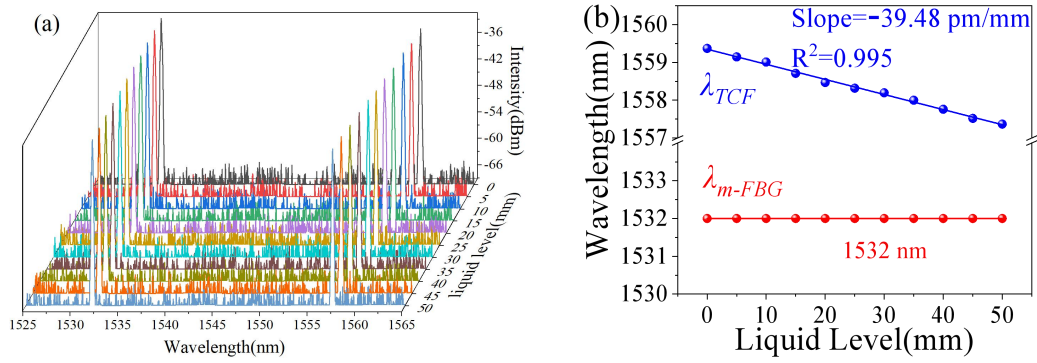 (a)
-36
-42
-48
-54
-60
-66
Intensity(dBm)
0
5
10
15
20
25
30
35
40
45
50
liquid level(mm)
1525 1530 1535 1540 1545 1550 1555 1560 1565
Wavelength(nm)
(b)
Slope=−39.48 pm/mm
R²=0.995
λTCF
λm-FBG
1532 nm
1560
1559
1558
1557
1533
1532
1531
1530
Wavelength(nm)
0 10 20 30 40 50
Liquid Level(mm)